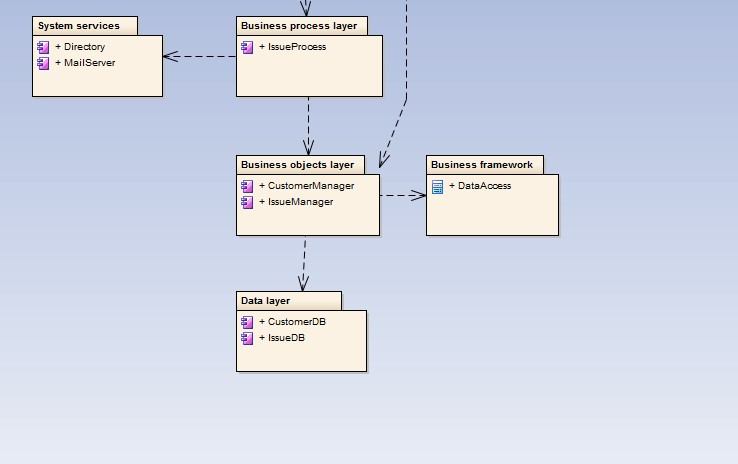 System services
+ Directory
+ MailServer
Business process layer
+ IssueProcess
Business objects layer
+ CustomerManager
+ IssueManager
Business framework
+ DataAccess
Data layer
+ CustomerDB
+ IssueDB